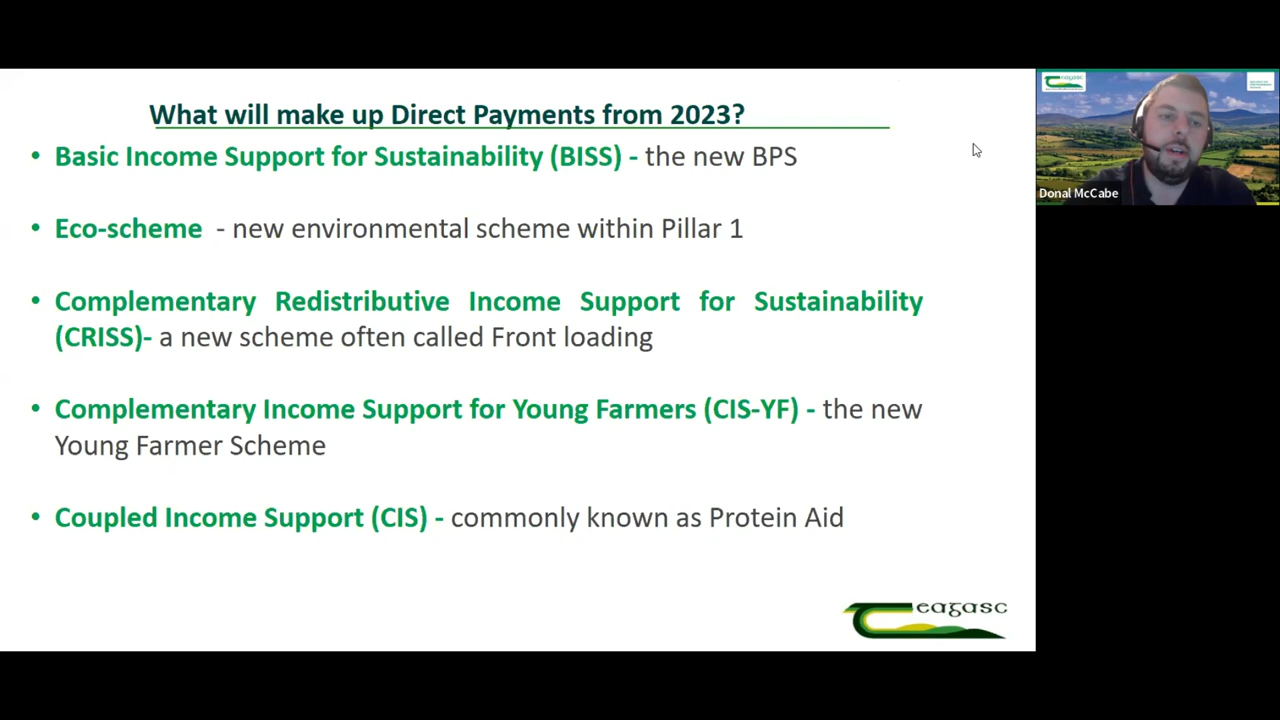 What will make up Direct Payments from 2023?
• Basic Income Support for Sustainability (BISS) - the new BPS
• Eco-scheme - new environmental scheme within Pillar 1
• Complementary Redistributive Income Support for Sustainability
(CRISS)- a new scheme often called Front loading
• Complementary Income Support for Young Farmers (CIS-YF) - the new
Young Farmer Scheme
• Coupled Income Support (CIS) - commonly known as Protein Aid
teagasc
teagasc
Donal McCabe